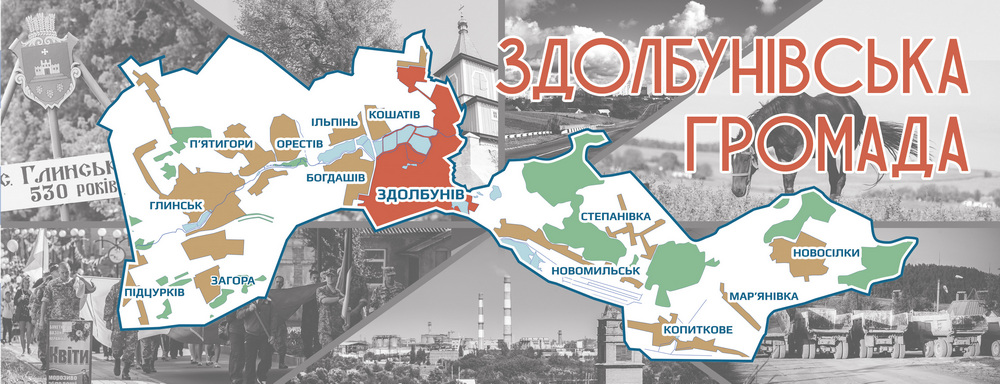 ЗДОЛБУНІВСЬКА
ГРОМАДА
с. Глинськ
530 РОКІВ
КОШАТІВ
ІЛЬПІНЬ
П'ЯТИГОРИ
ОРЕСТІВ
БОГДАШІВ
ЗДОЛБУНІВ
ГЛИНСЬК
СТЕПАНІВКА
НОВОСІЛКИ
НОВОМИЛЬСЬК
ЗАГОРА
ПІДЦУРКІВ
МАР'ЯНІВКА
КОПИТКОВЕ
Квіти